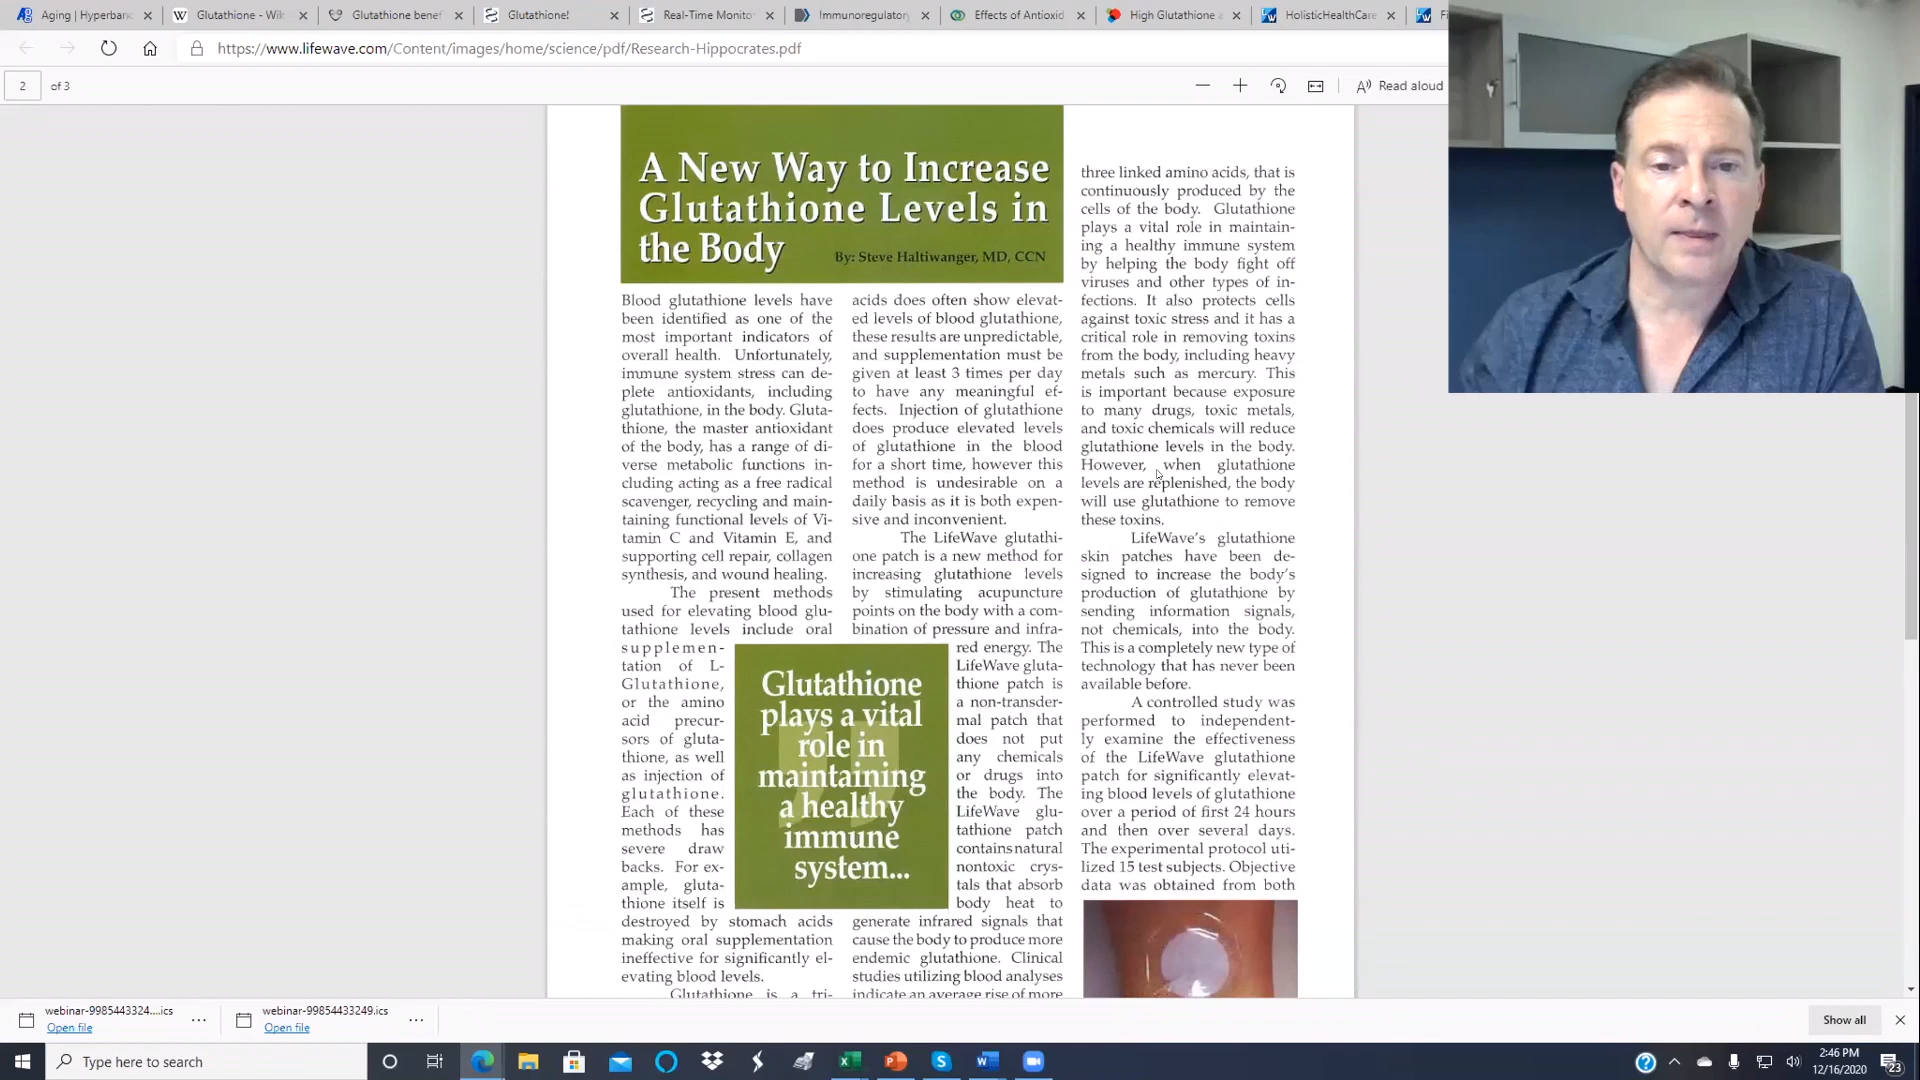 Aging | Hyperbar
Glutathione - Wik
Glutathione benef
Glutathione!
Real-Time Monito
Immunoregulatory
Effects of Antioxid
High Glutathione a
HolisticHealthCare
Fi
https://www.lifewave.com/Content/images/home/science/pdf/Research-Hippocrates.pdf
2 of 3
Read aloud
A New Way to Increase
Glutathione Levels in
the Body
By: Steve Haltiwanger, MD, CCN
Blood glutathione levels have
been identified as one of the
most important indicators of
overall health. Unfortunately,
immune system stress can de-
plete antioxidants, including
glutathione, in the body. Gluta-
thione, the master antioxidant
of the body, has a range of di-
verse metabolic functions in-
cluding acting as a free radical
scavenger, recycling and main-
taining functional levels of Vi-
tamin C and Vitamin E, and
supporting cell repair, collagen
synthesis, and wound healing.
The present methods
used for elevating blood glu-
tathione levels include oral
supplemen-
tation of L-
Glutathione,
or the amino
acid precur-
sors of gluta-
thione, as well
as injection of
glutathione.
Each of these
methods has
severe draw
backs. For ex-
ample, gluta-
thione itself is
destroyed by stomach acids
making oral supplementation
ineffective for significantly el-
evating blood levels.
Glutathione is a tri-
acids does often show elevat-
ed levels of blood glutathione,
these results are unpredictable,
and supplementation must be
given at least 3 times per day
to have any meaningful ef-
fects. Injection of glutathione
does produce elevated levels
of glutathione in the blood
for a short time, however this
method is undesirable on a
daily basis as it is both expen-
sive and inconvenient.
The LifeWave glutathi-
one patch is a new method for
increasing glutathione levels
by stimulating acupuncture
points on the body with a com-
bination of pressure and infra-
red energy. The
LifeWave gluta-
thione patch is
a non-transder-
mal patch that
does not put
any chemicals
or drugs into
the body. The
LifeWave glu-
tathione patch
contains natural
nontoxic crys-
tals that absorb
body heat to
generate infrared signals that
cause the body to produce more
endemic glutathione. Clinical
studies utilizing blood analyses
indicate an average rise of more
Glutathione
plays a vital
role in
maintaining
a healthy
immune
system...
three linked amino acids, that is
continuously produced by the
cells of the body. Glutathione
plays a vital role in maintain-
ing a healthy immune system
by helping the body fight off
viruses and other types of in-
fections. It also protects cells
against toxic stress and it has a
critical role in removing toxins
from the body, including heavy
metals such as mercury. This
is important because exposure
to many drugs, toxic metals,
and toxic chemicals will reduce
glutathione levels in the body.
However, when glutathione
levels are replenished, the body
will use glutathione to remove
these toxins.
LifeWave's glutathione
skin patches have been de-
signed to increase the body's
production of glutathione by
sending information signals,
not chemicals, into the body.
This is a completely new type of
technology that has never been
available before.
A controlled study was
performed to independent-
ly examine the effectiveness
of the LifeWave glutathione
patch for significantly elevat-
ing blood levels of glutathione
over a period of first 24 hours
and then over several days.
The experimental protocol uti-
lized 15 test subjects. Objective
data was obtained from both
webinar-9985443324....ics
Open file
webinar-99854433249.ics
Open file
Show all
Type here to search
2:46 PM
12/16/2020
23